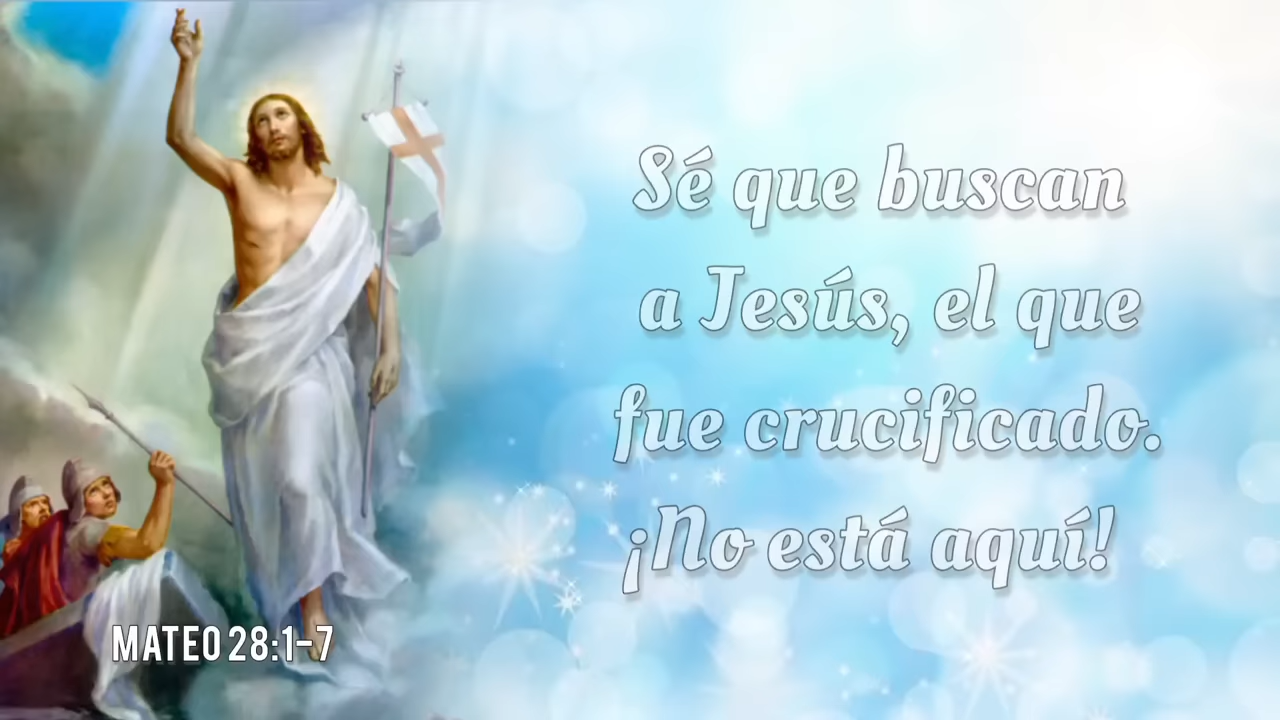 Sé que buscan
a Jesús, el que
fue crucificado.
¡No está aquí!
MATEO 28:1-7